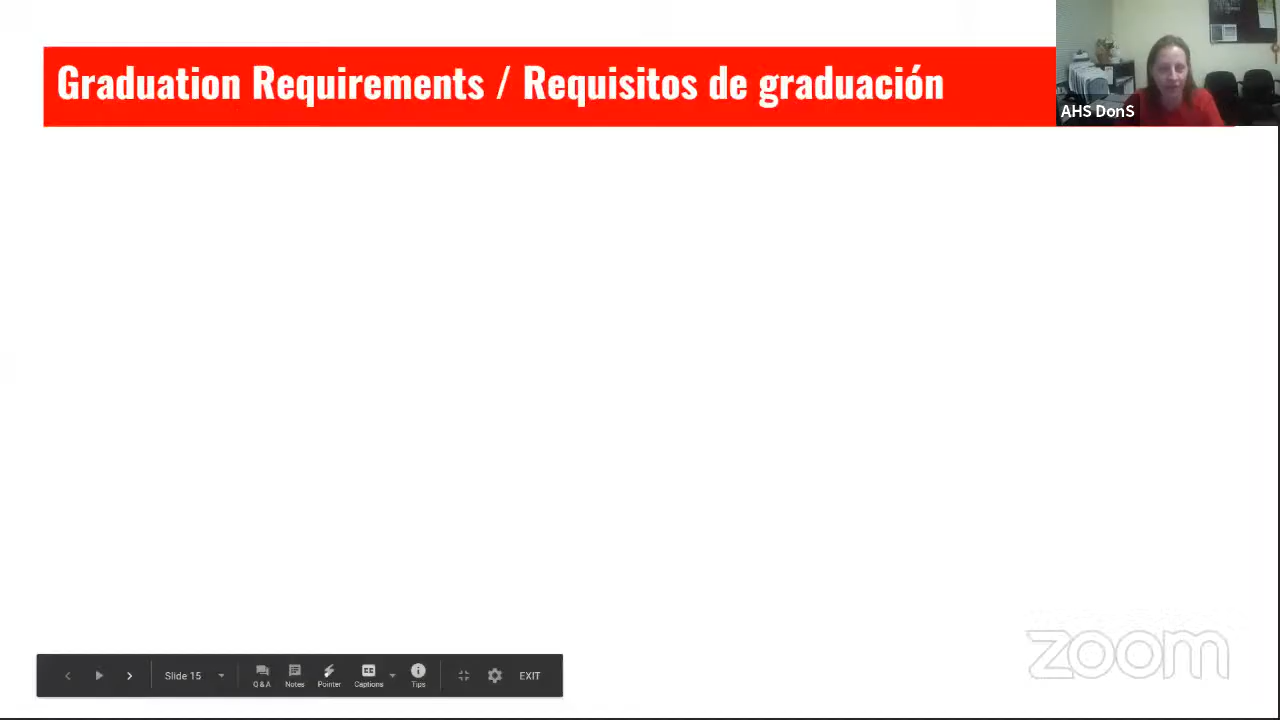 Graduation Requirements / Requisitos de graduación
AHS DonS
zoom
Slide 15
Q&A
Notes
Pointer
Captions
Tips
EXIT